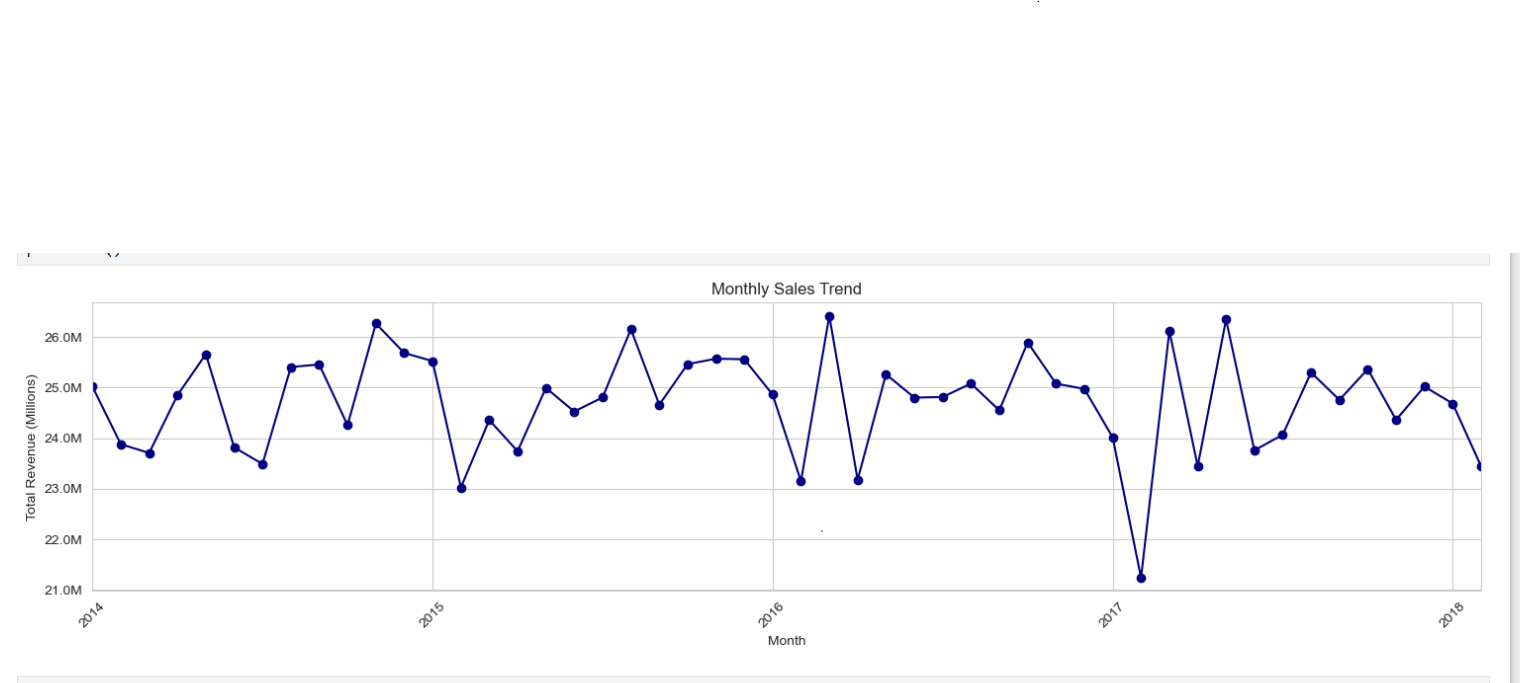 Monthly Sales Trend
26.0M
25.0M
24.0M
23.0M
22.0M
21.0M
Total Revenue (Millions)
2014
2015
2016
2017
2018
Month